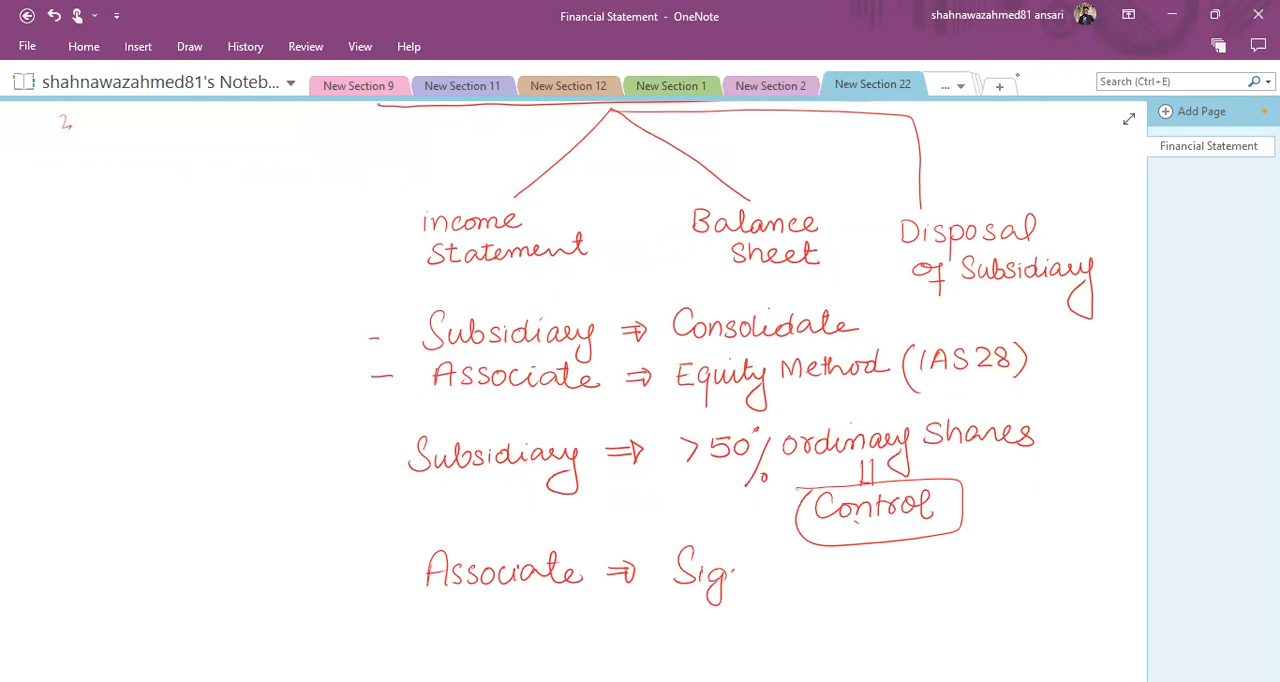 Financial Statement - OneNote
shahnawazahmed81 ansari
File Home Insert Draw History Review View Help
shahnawazahmed81's Noteb... New Section 9 New Section 11 New Section 12 New Section 1 New Section 2 New Section 22 ... Search (Ctrl+E)
Add Page
Financial Statement
income Statement
Balance Sheet
Disposal of Subsidiary
- Subsidiary ⇒ Consolidate
- Associate ⇒ Equity Method (IAS28)
Subsidiary ⇒ >50% ordinary shares
Control
Associate ⇒ Sig